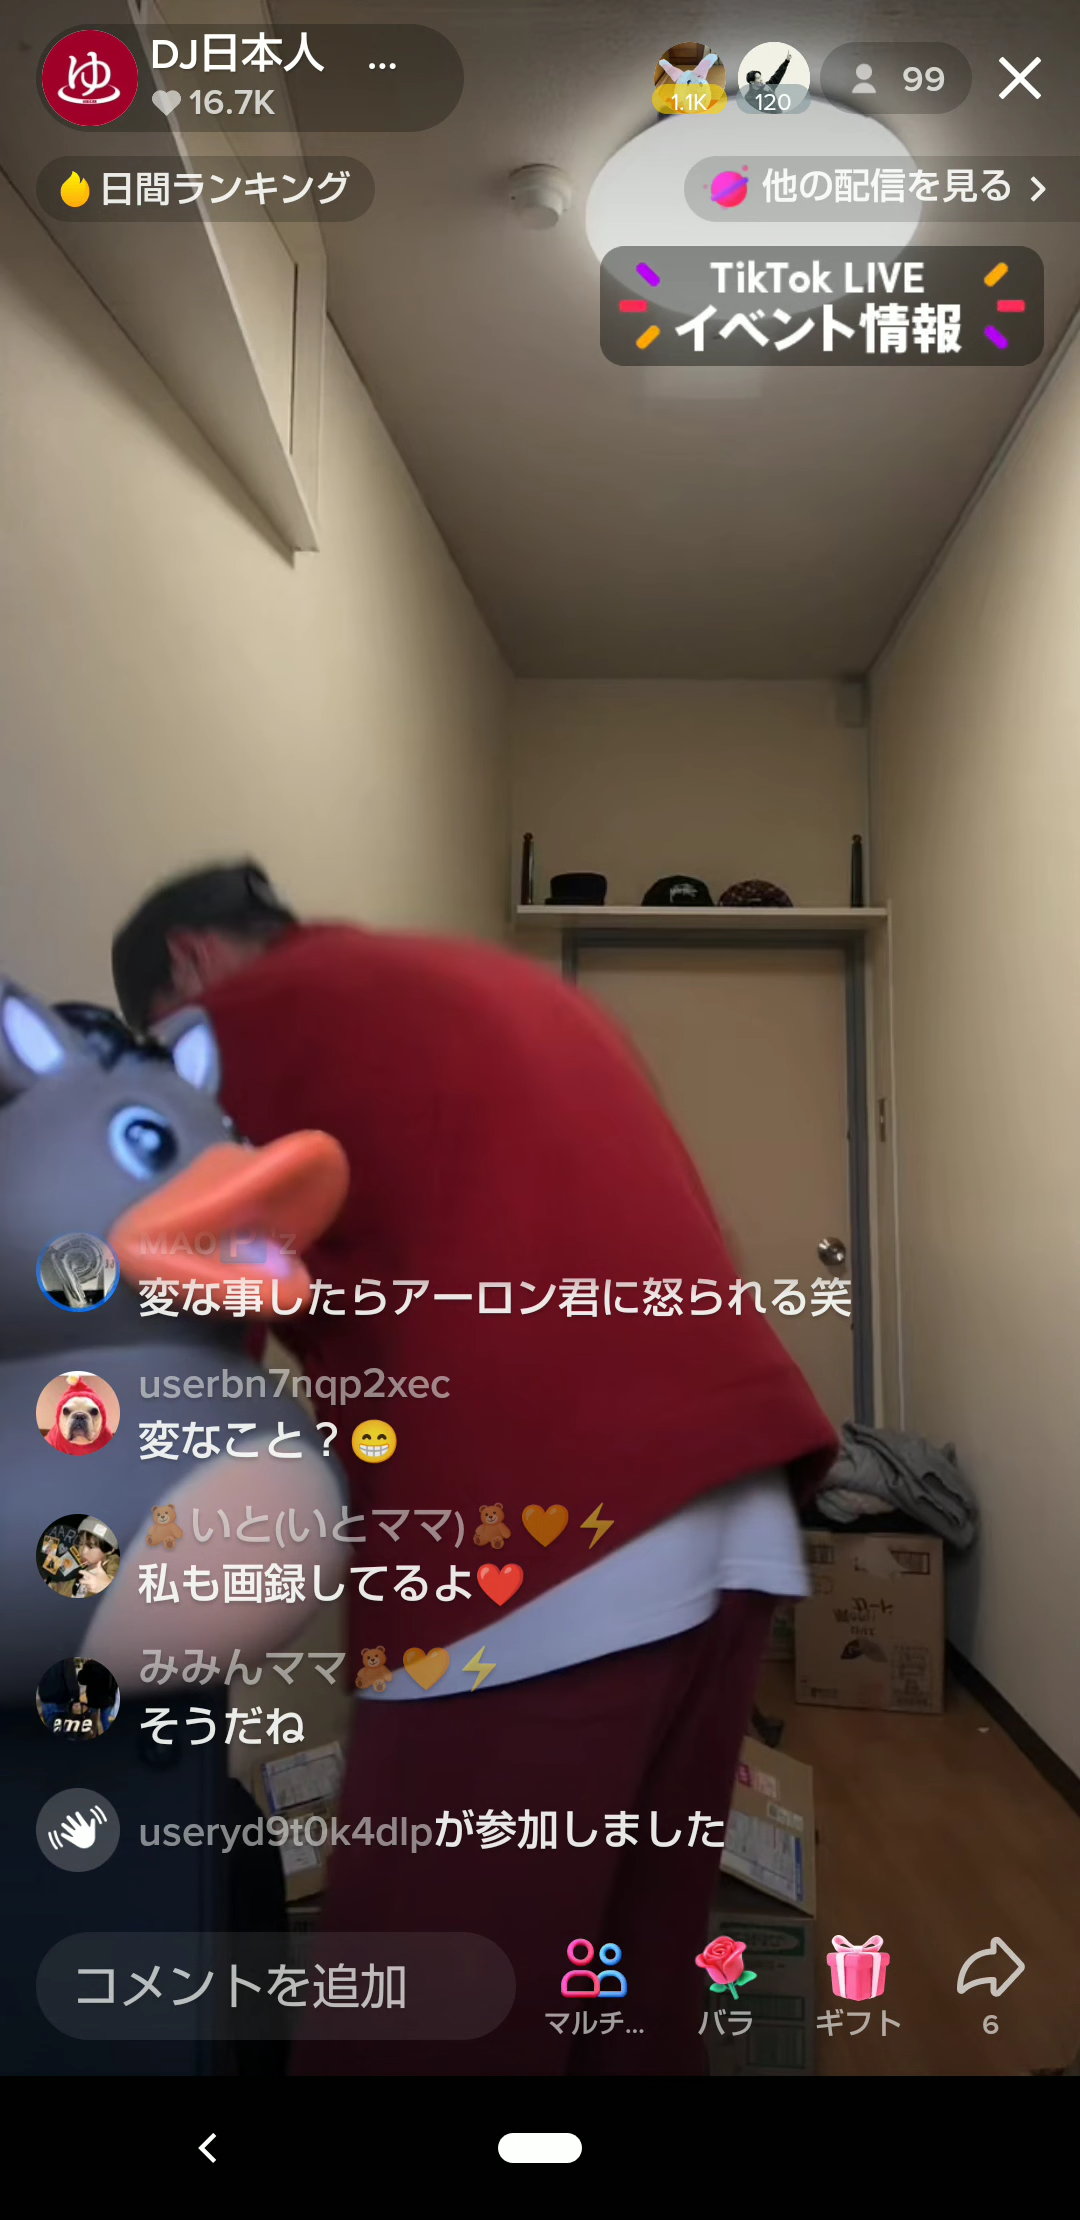 ゆ
DJ日本人 ...
16.7K
1.1K
120
99
日間ランキング
他の配信を見る
TikTok LIVE
イベント情報
MAO🅿️'z
変な事したらアーロン君に怒られる笑
userbn7nqp2xec
変なこと？😁
🧸いと(いとママ)🧸🧡⚡
私も画録してるよ❤️
みみんママ🧸🧡⚡
eme
そうだね
useryd9t0k4dlpが参加しました
コメントを追加
マルチ...
バラ
ギフト
6